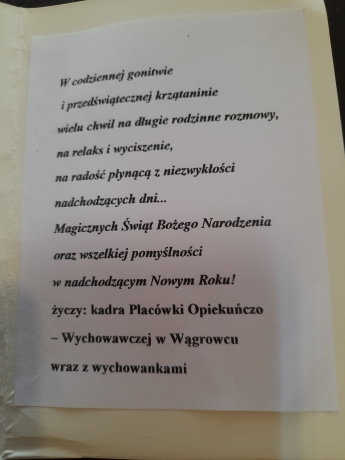 W codziennej gonitwie
i przedświątecznej krzątaninie
wielu chwil na długie rodzinne rozmowy,
na relaks i wyciszenie,
na radość płynącą z niezwykłości
nadchodzących dni...
Magicznych Świąt Bożego Narodzenia
oraz wszelkiej pomyślności
w nadchodzącym Nowym Roku!
życzy: kadra Placówki Opiekuńczo
– Wychowawczej w Wągrowcu
wraz z wychowankami